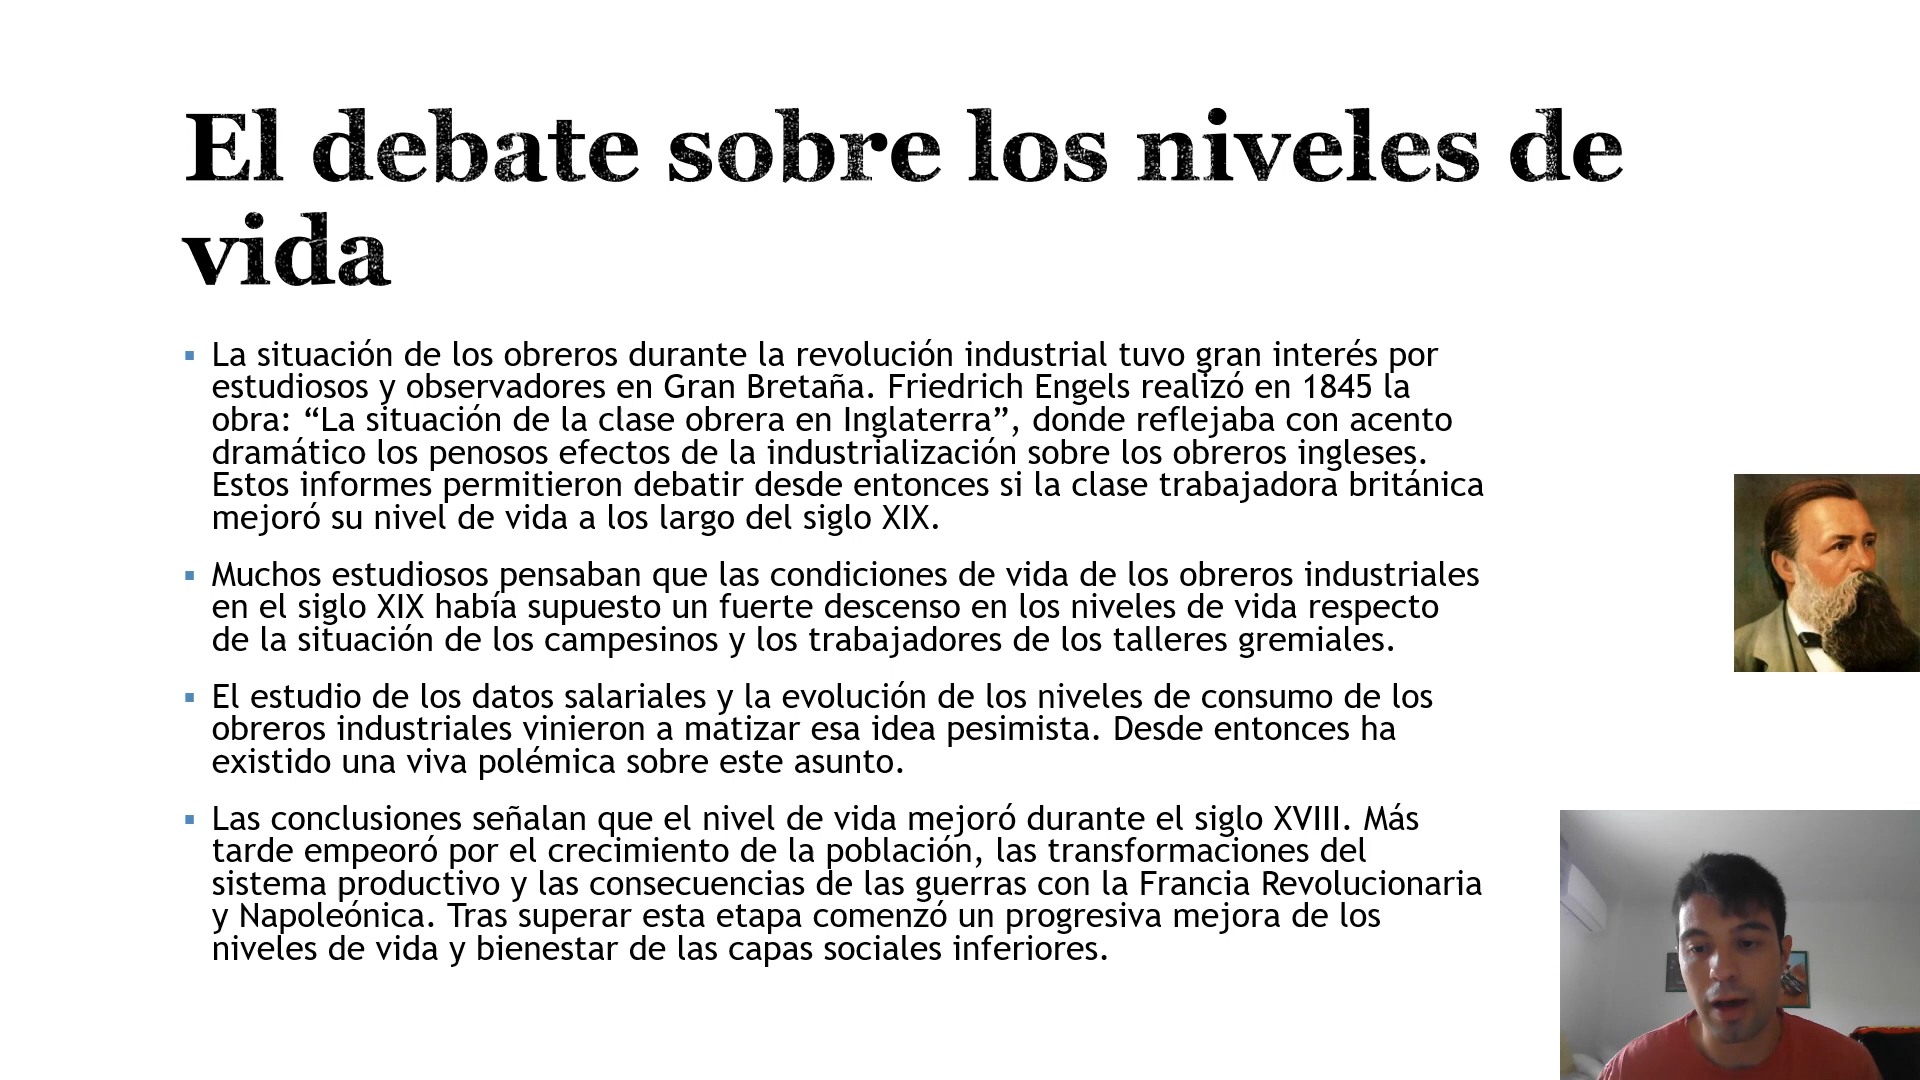 El debate sobre los niveles de
vida
▪ La situación de los obreros durante la revolución industrial tuvo gran interés por
estudiosos y observadores en Gran Bretaña. Friedrich Engels realizó en 1845 la
obra: “La situación de la clase obrera en Inglaterra”, donde reflejaba con acento
dramático los penosos efectos de la industrialización sobre los obreros ingleses.
Estos informes permitieron debatir desde entonces si la clase trabajadora británica
mejoró su nivel de vida a los largo del siglo XIX.
▪ Muchos estudiosos pensaban que las condiciones de vida de los obreros industriales
en el siglo XIX había supuesto un fuerte descenso en los niveles de vida respecto
de la situación de los campesinos y los trabajadores de los talleres gremiales.
▪ El estudio de los datos salariales y la evolución de los niveles de consumo de los
obreros industriales vinieron a matizar esa idea pesimista. Desde entonces ha
existido una viva polémica sobre este asunto.
▪ Las conclusiones señalan que el nivel de vida mejoró durante el siglo XVIII. Más
tarde empeoró por el crecimiento de la población, las transformaciones del
sistema productivo y las consecuencias de las guerras con la Francia Revolucionaria
y Napoleónica. Tras superar esta etapa comenzó un progresiva mejora de los
niveles de vida y bienestar de las capas sociales inferiores.